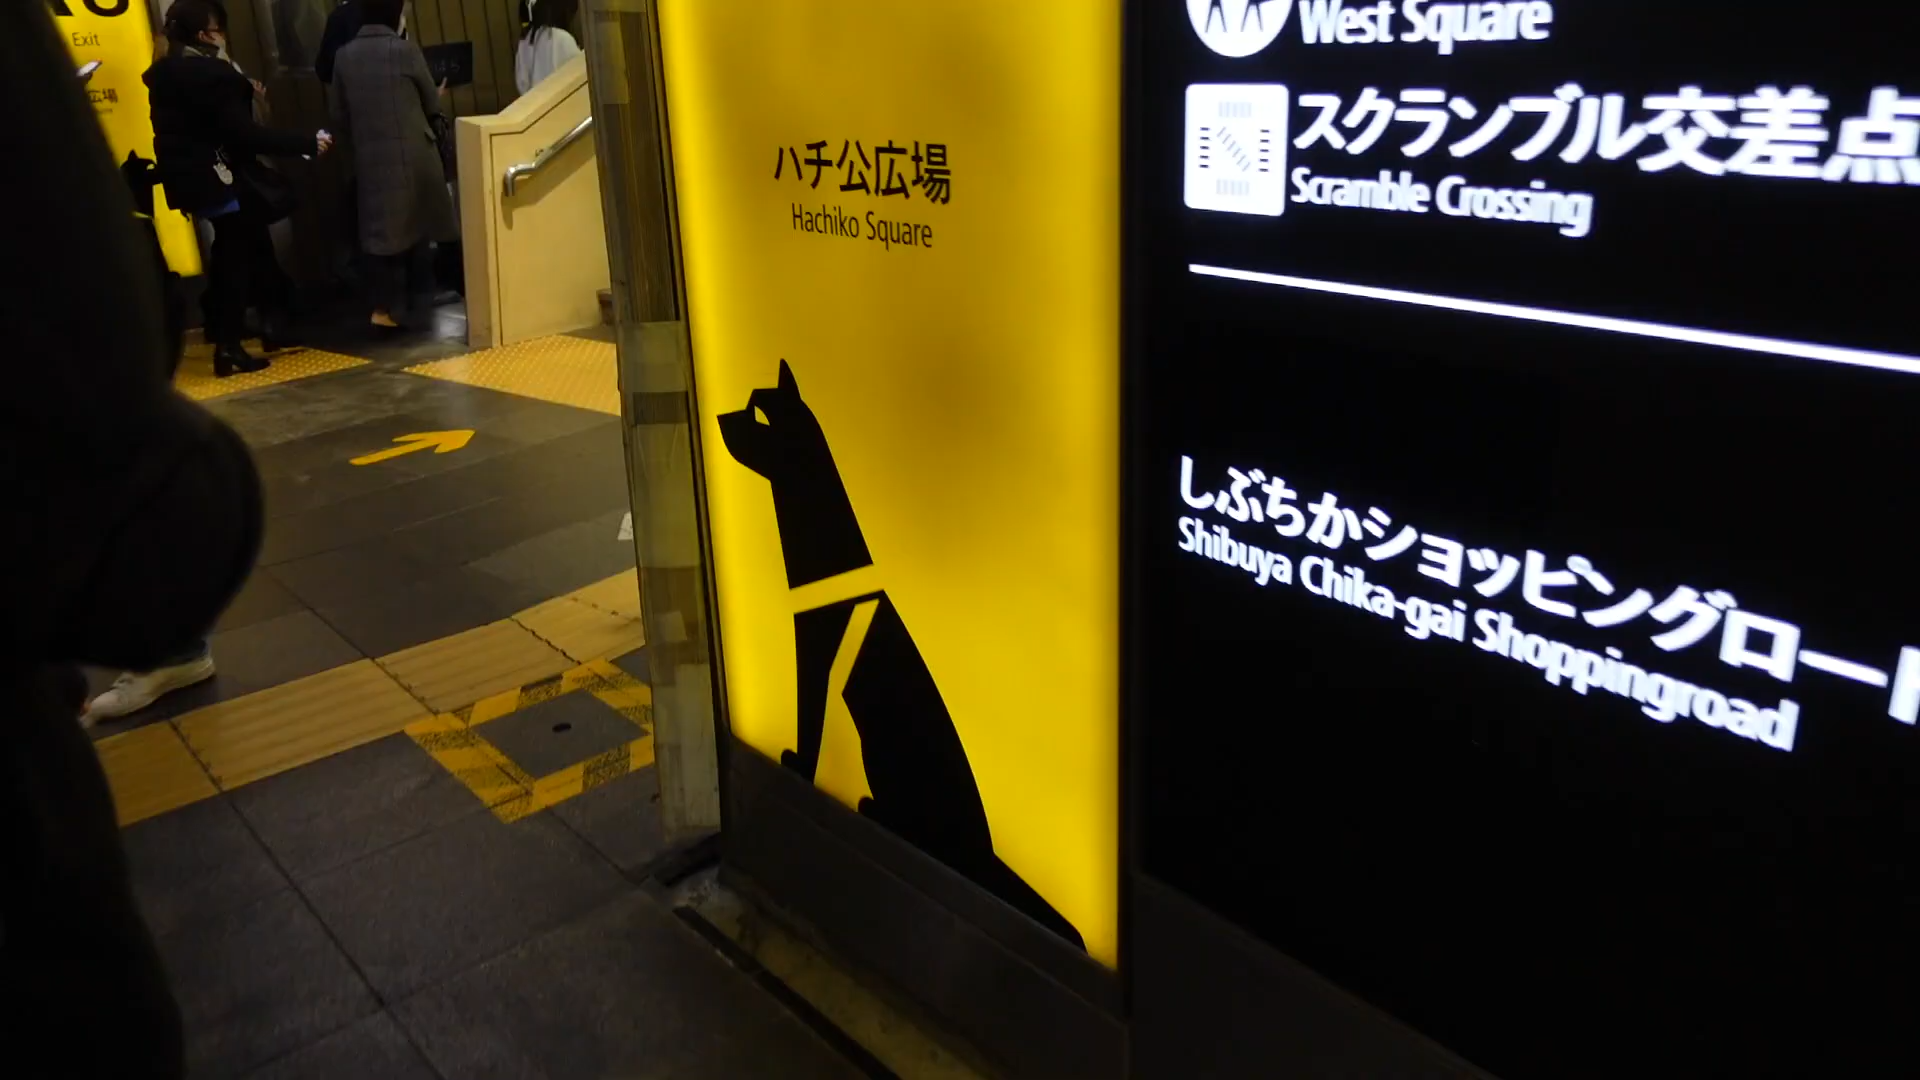 Exit
広場
ハチ公広場
Hachiko Square
West Square
スクランブル交差点
Scramble Crossing
しぶちかショッピングロード
Shibuya Chika-gai Shoppingroad